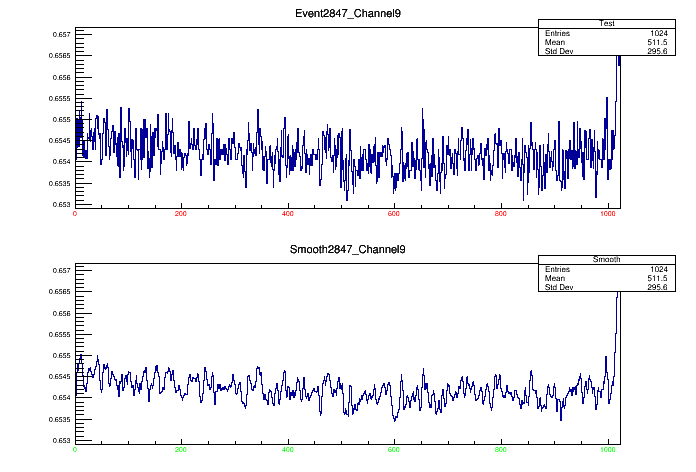 Event2847_Channel9
Test
Entries 1024
Mean 511.5
Std Dev 295.6
0.657
0.6565
0.656
0.6555
0.655
0.6545
0.654
0.6535
0.653
0 200 400 600 800 1000
Smooth2847_Channel9
Smooth
Entries 1024
Mean 511.5
Std Dev 295.6
0.657
0.6565
0.656
0.6555
0.655
0.6545
0.654
0.6535
0.653
0 200 400 600 800 1000